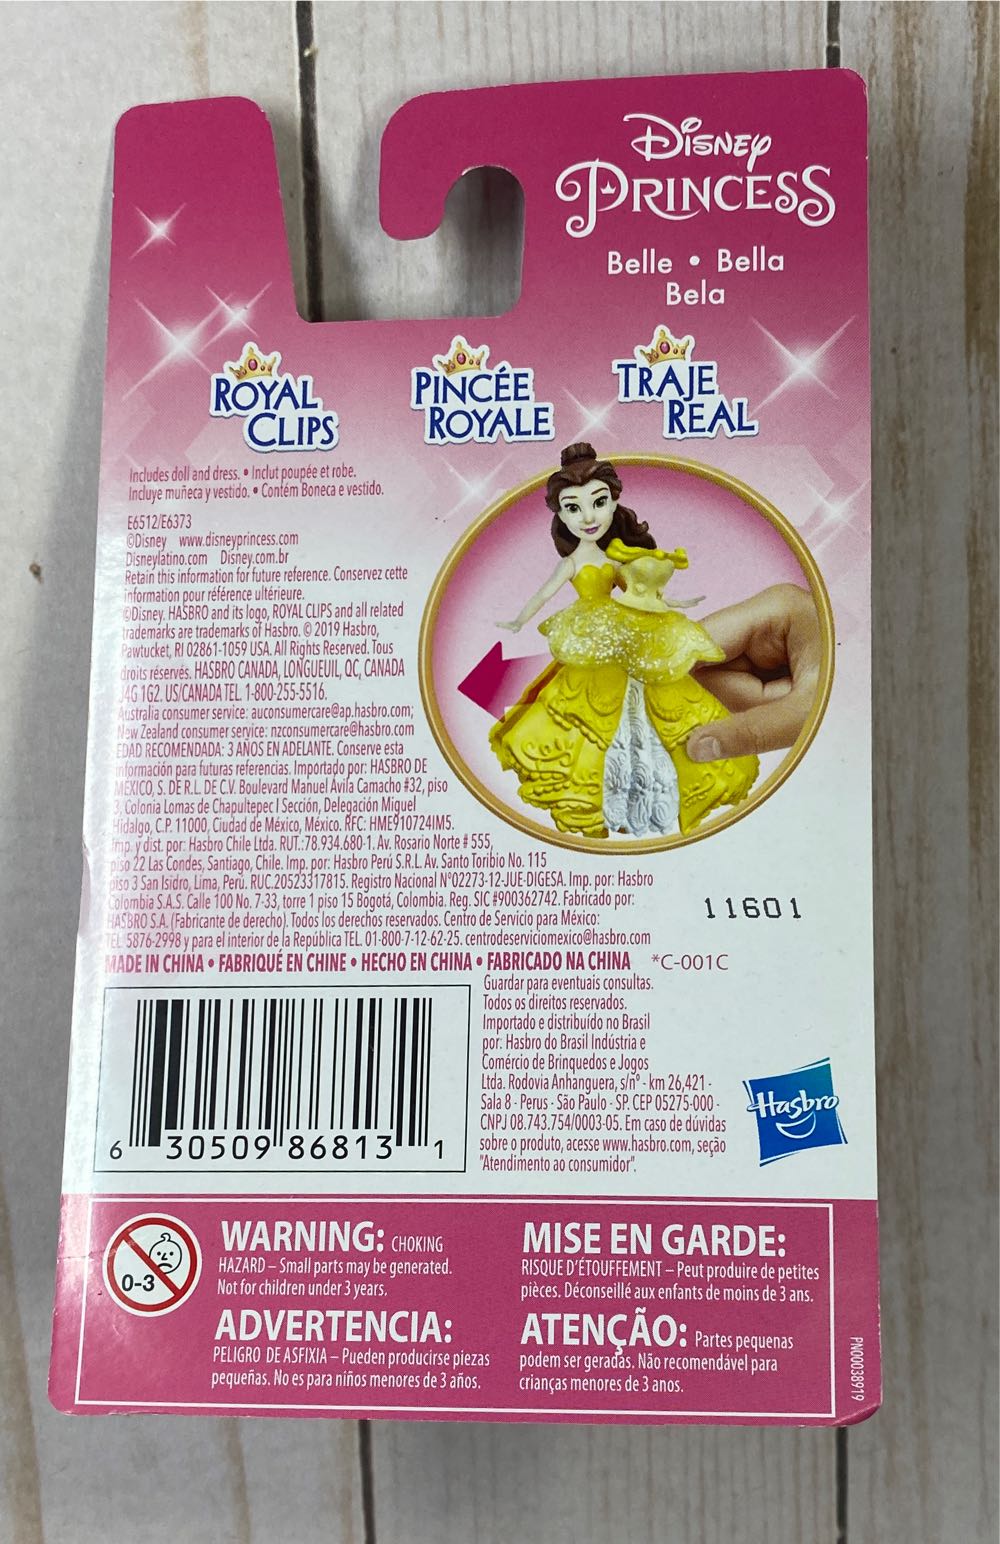 Disney
PRINCESS
Belle • Bella
Bela
ROYAL
CLIPS
PINCÉE
ROYALE
TRAJE
REAL
Includes doll and dress. • Inclut poupée et robe.
Incluye muñeca y vestido. • Contém Boneca e vestido.
E6512/E6373
©Disney www.disneyprincess.com
Disneylatino.com Disney.com.br
Retain this information for future reference. Conservez cette
information pour référence ultérieure.
©Disney. HASBRO and its logo, ROYAL CLIPS and all related
trademarks are trademarks of Hasbro. © 2019 Hasbro,
Pawtucket, RI 02861-1059 USA. All Rights Reserved. Tous
droits réservés. HASBRO CANADA, LONGUEUIL, QC, CANADA
J4G 1G2. US/CANADA TEL. 1-800-255-5516.
Australia consumer service: auconsumercare@ap.hasbro.com;
New Zealand consumer service: nzconsumercare@hasbro.com
EDAD RECOMENDADA: 3 AÑOS EN ADELANTE. Conserve esta
información para futuras referencias. Importado por: HASBRO DE
MÉXICO, S. DE R.L. DE C.V. Boulevard Manuel Ávila Camacho #32, piso
3, Colonia Lomas de Chapultepec I Sección, Delegación Miguel
Hidalgo, C.P. 11000, Ciudad de México, México. RFC: HME910724IM5.
Imp. y dist. por: Hasbro Chile Ltda. RUT.:78.934.680-1. Av. Rosario Norte # 555,
piso 22 Las Condes, Santiago, Chile. Imp. por: Hasbro Perú S.R.L. Av. Santo Toribio No. 115
piso 3 San Isidro, Lima, Perú. RUC.20523317815. Registro Nacional N°02273-12-JUE-DIGESA. Imp. por: Hasbro
Colombia S.A.S. Calle 100 No. 7-33, torre 1 piso 15 Bogotá, Colombia. Reg. SIC #900362742. Fabricado por:
HASBRO S.A. (Fabricante de derecho). Todos los derechos reservados. Centro de Servicio para México:
TEL. 5876-2998 y para el interior de la República TEL. 01-800-7-12-62-25. centrodeserviciomexico@hasbro.com
11601
MADE IN CHINA • FABRIQUÉ EN CHINE • HECHO EN CHINA • FABRICADO NA CHINA *C-001C
Guardar para eventuais consultas.
Todos os direitos reservados.
Importado e distribuído no Brasil
por: Hasbro do Brasil Indústria e
Comércio de Brinquedos e Jogos
Ltda. Rodovia Anhanguera, s/nº - km 26,421 -
Sala 8 - Perus - São Paulo - SP. CEP 05275-000 -
CNPJ 08.743.754/0003-05. Em caso de dúvidas
sobre o produto, acesse www.hasbro.com, seção
"Atendimento ao consumidor".
6 30509 86813 1
Hasbro
0-3
WARNING: CHOKING
HAZARD – Small parts may be generated.
Not for children under 3 years.
MISE EN GARDE:
RISQUE D'ÉTOUFFEMENT – Peut produire de petites
pièces. Déconseillé aux enfants de moins de 3 ans.
ADVERTENCIA:
PELIGRO DE ASFIXIA – Pueden producirse piezas
pequeñas. No es para niños menores de 3 años.
ATENÇÃO: Partes pequenas
podem ser geradas. Não recomendável para
crianças menores de 3 anos.
PN00038919